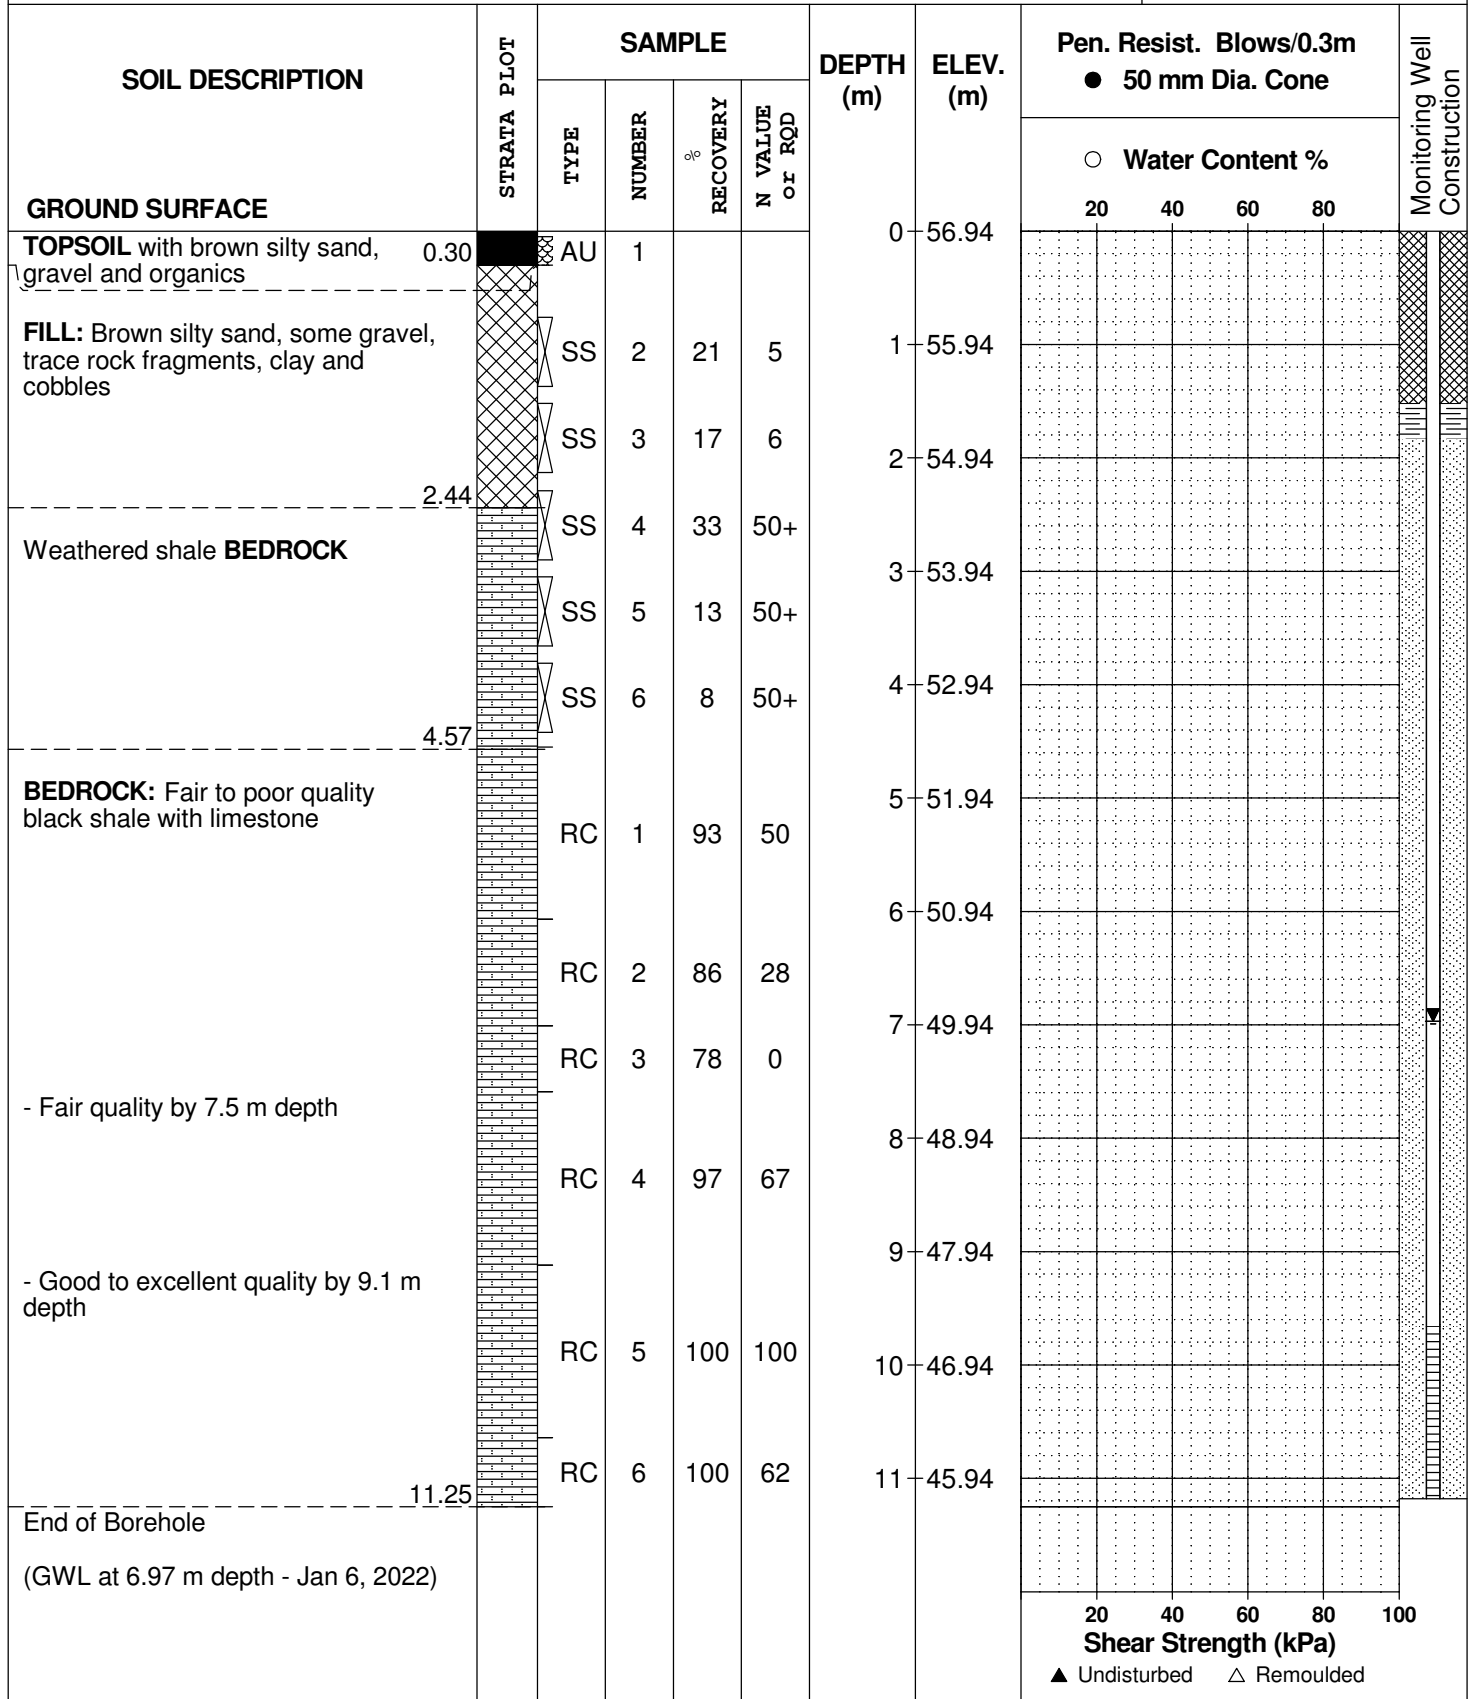 SOIL DESCRIPTION
GROUND SURFACE
STRATA PLOT
SAMPLE
TYPE
NUMBER
% RECOVERY
N VALUE or RQD
DEPTH (m)
ELEV. (m)
Pen. Resist. Blows/0.3m
● 50 mm Dia. Cone
○ Water Content %
20 40 60 80
Monitoring Well Construction
0 56.94
TOPSOIL with brown silty sand, 0.30 AU 1
gravel and organics
FILL: Brown silty sand, some gravel,
trace rock fragments, clay and
cobbles
SS 2 21 5
1 55.94
SS 3 17 6
2 54.94
2.44
SS 4 33 50+
Weathered shale BEDROCK
3 53.94
SS 5 13 50+
4 52.94
SS 6 8 50+
4.57
BEDROCK: Fair to poor quality
black shale with limestone
5 51.94
RC 1 93 50
6 50.94
RC 2 86 28
7 49.94
RC 3 78 0
- Fair quality by 7.5 m depth
8 48.94
RC 4 97 67
9 47.94
- Good to excellent quality by 9.1 m
depth
RC 5 100 100
10 46.94
RC 6 100 62
11 45.94
11.25
End of Borehole
(GWL at 6.97 m depth - Jan 6, 2022)
20 40 60 80 100
Shear Strength (kPa)
▲ Undisturbed △ Remoulded